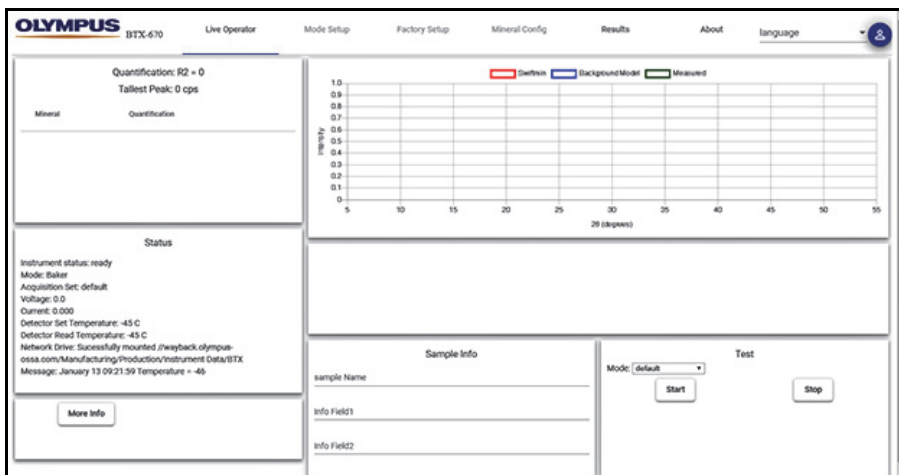 OLYMPUS BTX-670
Live Operator
Mode Setup
Factory Setup
Mineral Config
Results
About
language
Quantification: R2 = 0
Tallest Peak: 0 cps
Mineral Quantification
Swiftmin Background Model Measured
Intensity
1.0
0.9
0.8
0.7
0.6
0.5
0.4
0.3
0.2
0.1
0
5 10 15 20 25 30 35 40 45 50 55
2θ (degrees)
Status
Instrument status: ready
Mode: Baker
Acquisition Set: default
Voltage: 0.0
Current: 0.000
Detector Set Temperature: -45 C
Detector Read Temperature: -45 C
Network Drive: Sucessfully mounted //wayback.olympus-
ossa.com/Manufacturing/Production/Instrument Data/BTX
Message: January 13 09:21:59 Temperature = -46
More Info
Sample Info
sample Name
Info Field1
Info Field2
Test
Mode: default
Start Stop